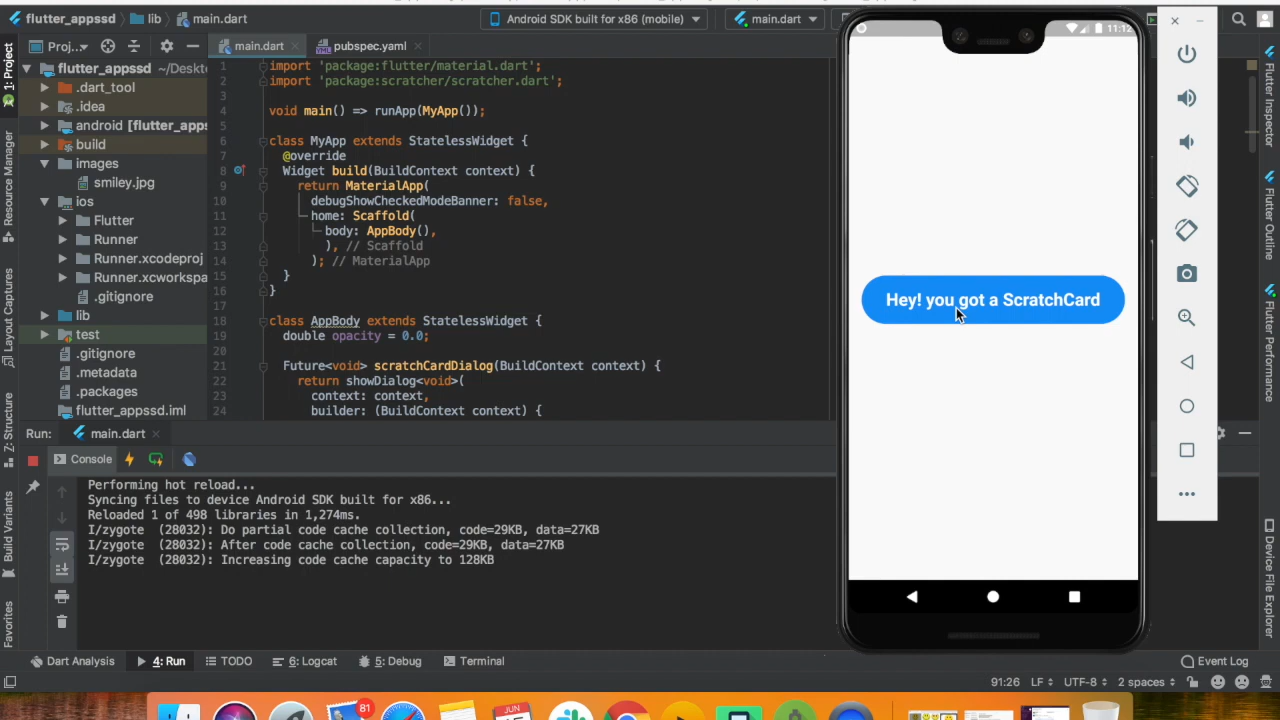 flutter_appssd
lib
main.dart
Android SDK built for x86 (mobile)
main.dart
Proj...
main.dart
pubspec.yaml
1: Project
Resource Manager
Layout Captures
Z: Structure
Build Variants
Favorites
flutter_appssd ~/Deskto
.dart_tool
.idea
android [flutter_apps
build
images
smiley.jpg
ios
Flutter
Runner
Runner.xcodeproj
Runner.xcworkspa
.gitignore
lib
test
.gitignore
.metadata
.packages
flutter_appssd.iml
1 import 'package:flutter/material.dart';
2 import 'package:scratcher/scratcher.dart';
3
4 void main() => runApp(MyApp());
5
6 class MyApp extends StatelessWidget {
7 @override
8 Widget build(BuildContext context) {
9 return MaterialApp(
10 debugShowCheckedModeBanner: false,
11 home: Scaffold(
12 body: AppBody(),
13 ), // Scaffold
14 ); // MaterialApp
15 }
16 }
17
18 class AppBody extends StatelessWidget {
19 double opacity = 0.0;
20
21 Future<void> scratchCardDialog(BuildContext context) {
22 return showDialog<void>(
23 context: context,
24 builder: (BuildContext context) {
11:12
Hey! you got a ScratchCard
Flutter Inspector
Flutter Outline
Flutter Performance
Device File Explorer
Run:
main.dart
Console
Performing hot reload...
Syncing files to device Android SDK built for x86...
Reloaded 1 of 498 libraries in 1,274ms.
I/zygote (28032): Do partial code cache collection, code=29KB, data=27KB
I/zygote (28032): After code cache collection, code=29KB, data=27KB
I/zygote (28032): Increasing code cache capacity to 128KB
Dart Analysis
4: Run
TODO
6: Logcat
5: Debug
Terminal
Event Log
91:26
LF
UTF-8
2 spaces
81
JUN